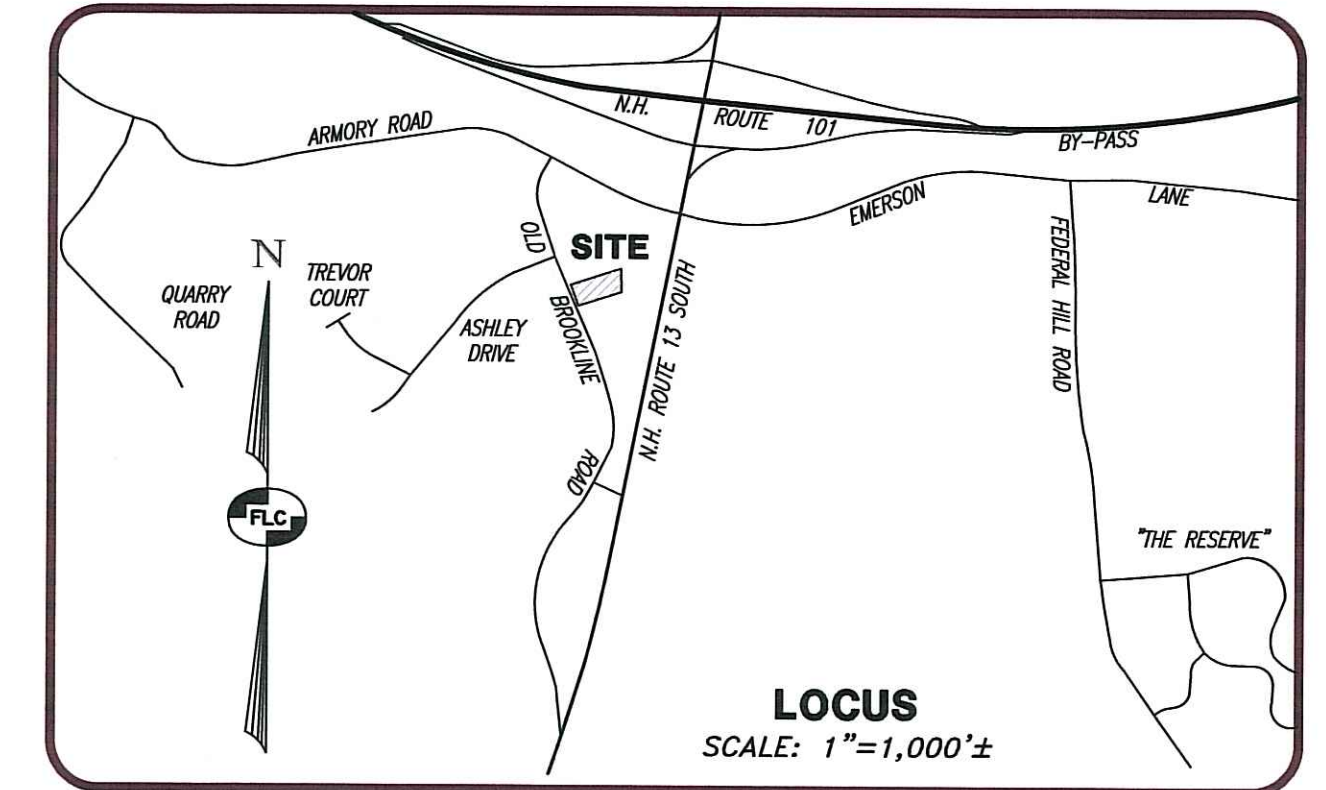 N.H. ROUTE 101
BY-PASS
ARMORY ROAD
EMERSON LANE
OLD BROOKLINE ROAD
SITE
N
TREVOR
COURT
QUARRY
ROAD
ASHLEY
DRIVE
N.H. ROUTE 13 SOUTH
FEDERAL HILL ROAD
FLC
"THE RESERVE"
LOCUS
SCALE: 1"=1,000'±